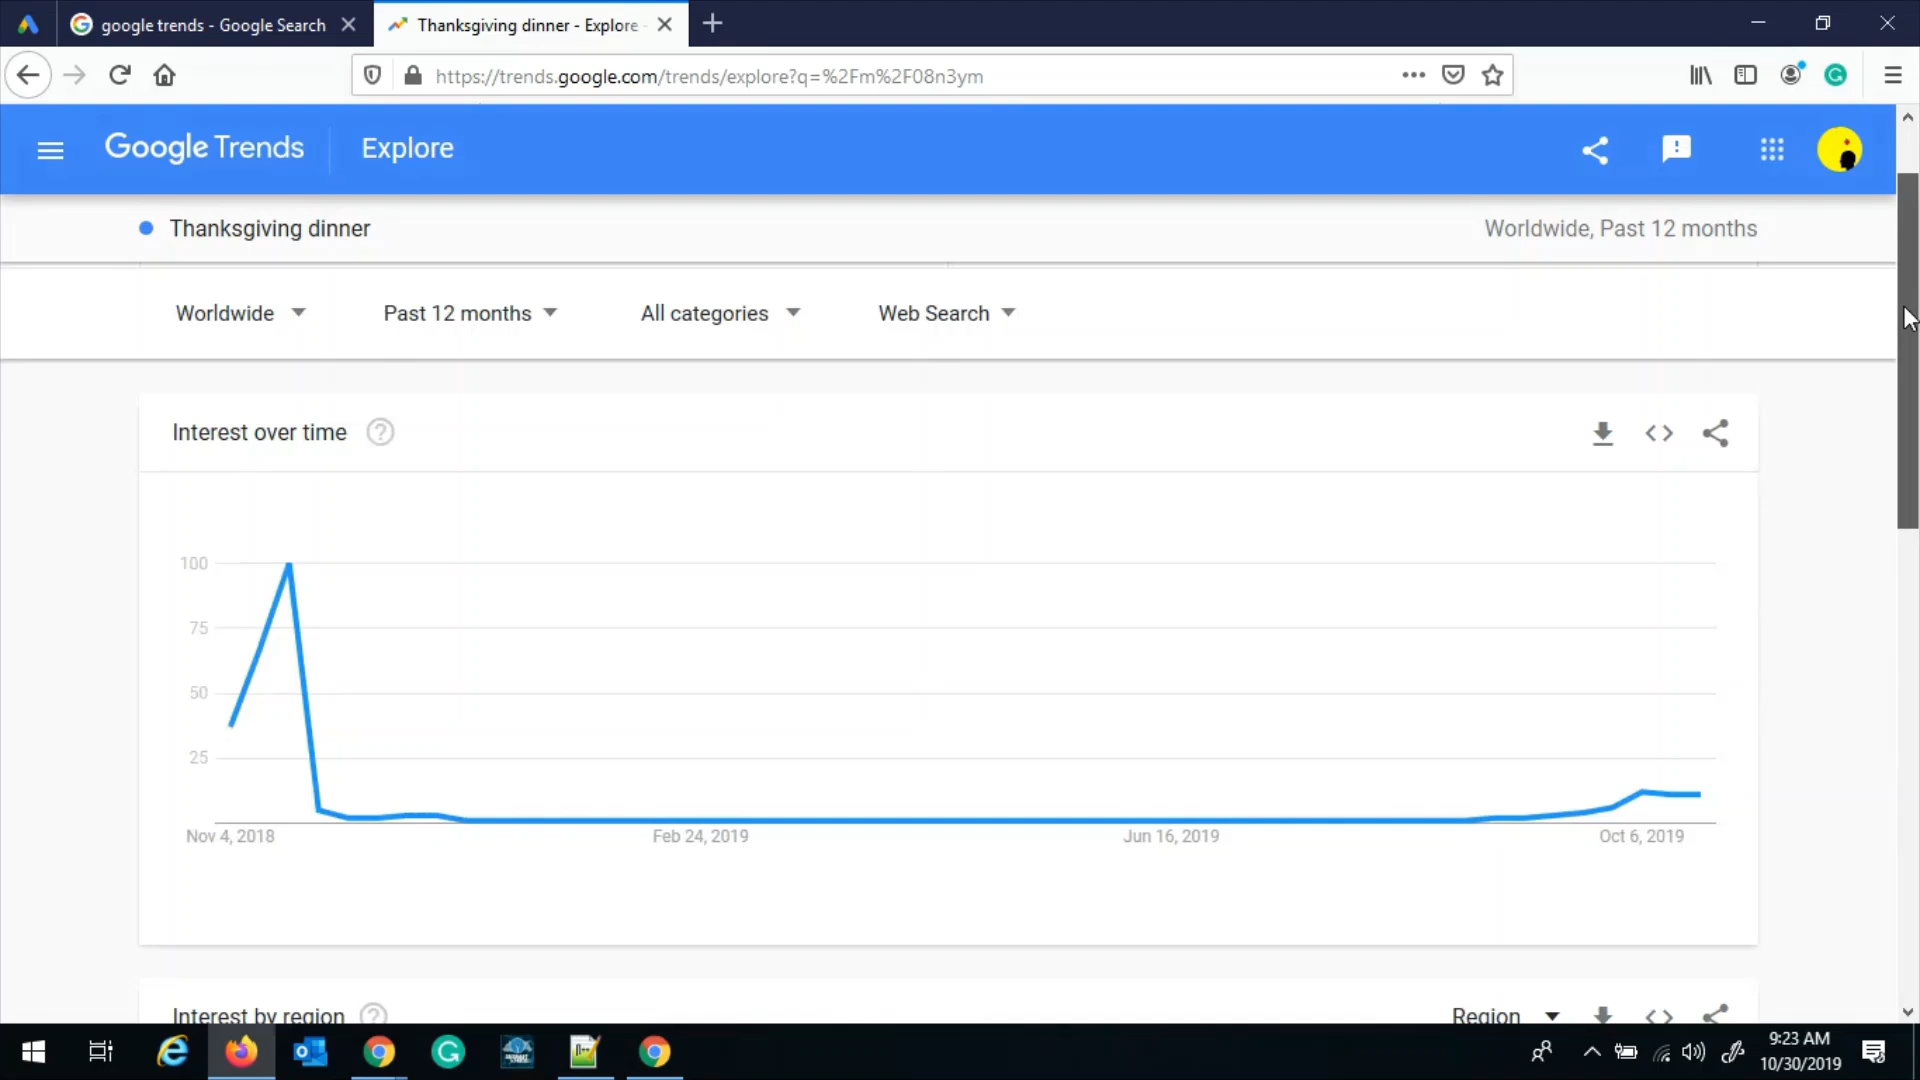 google trends - Google Search
Thanksgiving dinner - Explore -
https://trends.google.com/trends/explore?q=%2Fm%2F08n3ym
Google Trends
Explore
Thanksgiving dinner
Worldwide, Past 12 months
Worldwide
Past 12 months
All categories
Web Search
Interest over time
100
75
50
25
Nov 4, 2018
Feb 24, 2019
Jun 16, 2019
Oct 6, 2019
Interest by region
Region
9:23 AM
10/30/2019